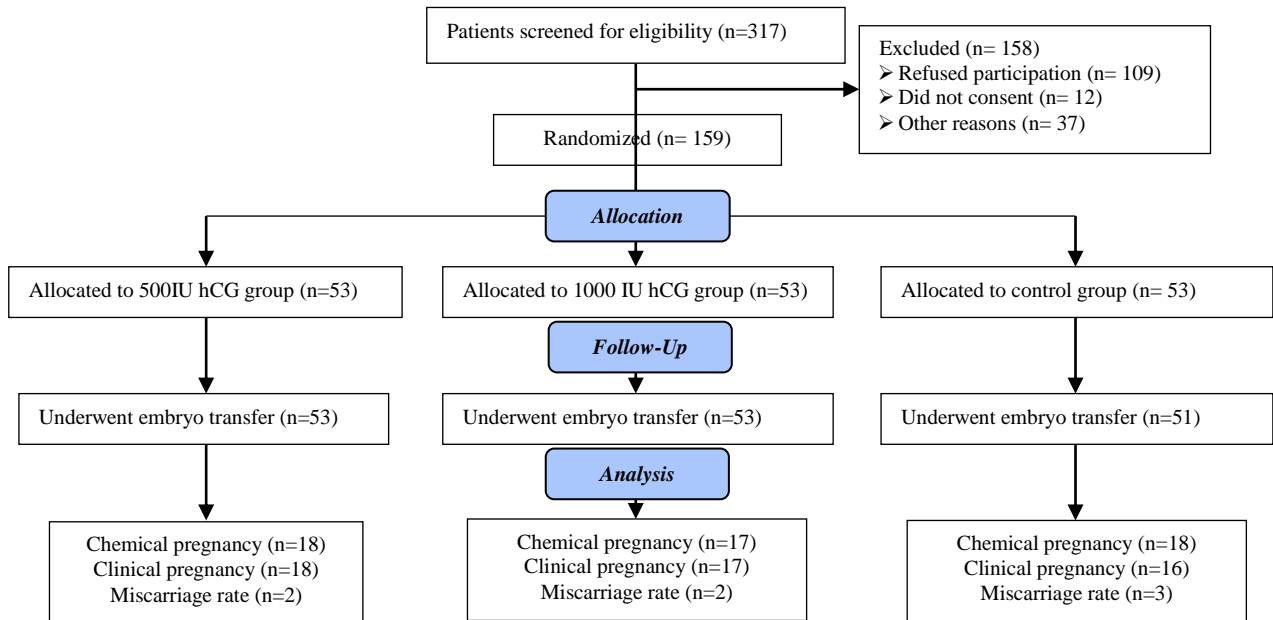 Patients screened for eligibility (n=317)
Excluded (n= 158)
➢ Refused participation (n= 109)
➢ Did not consent (n= 12)
➢ Other reasons (n= 37)
Randomized (n= 159)
Allocation
Allocated to 500IU hCG group (n=53)
Allocated to 1000 IU hCG group (n=53)
Allocated to control group (n= 53)
Follow-Up
Underwent embryo transfer (n=53)
Underwent embryo transfer (n=53)
Underwent embryo transfer (n=51)
Analysis
Chemical pregnancy (n=18)
Clinical pregnancy (n=18)
Miscarriage rate (n=2)
Chemical pregnancy (n=17)
Clinical pregnancy (n=17)
Miscarriage rate (n=2)
Chemical pregnancy (n=18)
Clinical pregnancy (n=16)
Miscarriage rate (n=3)